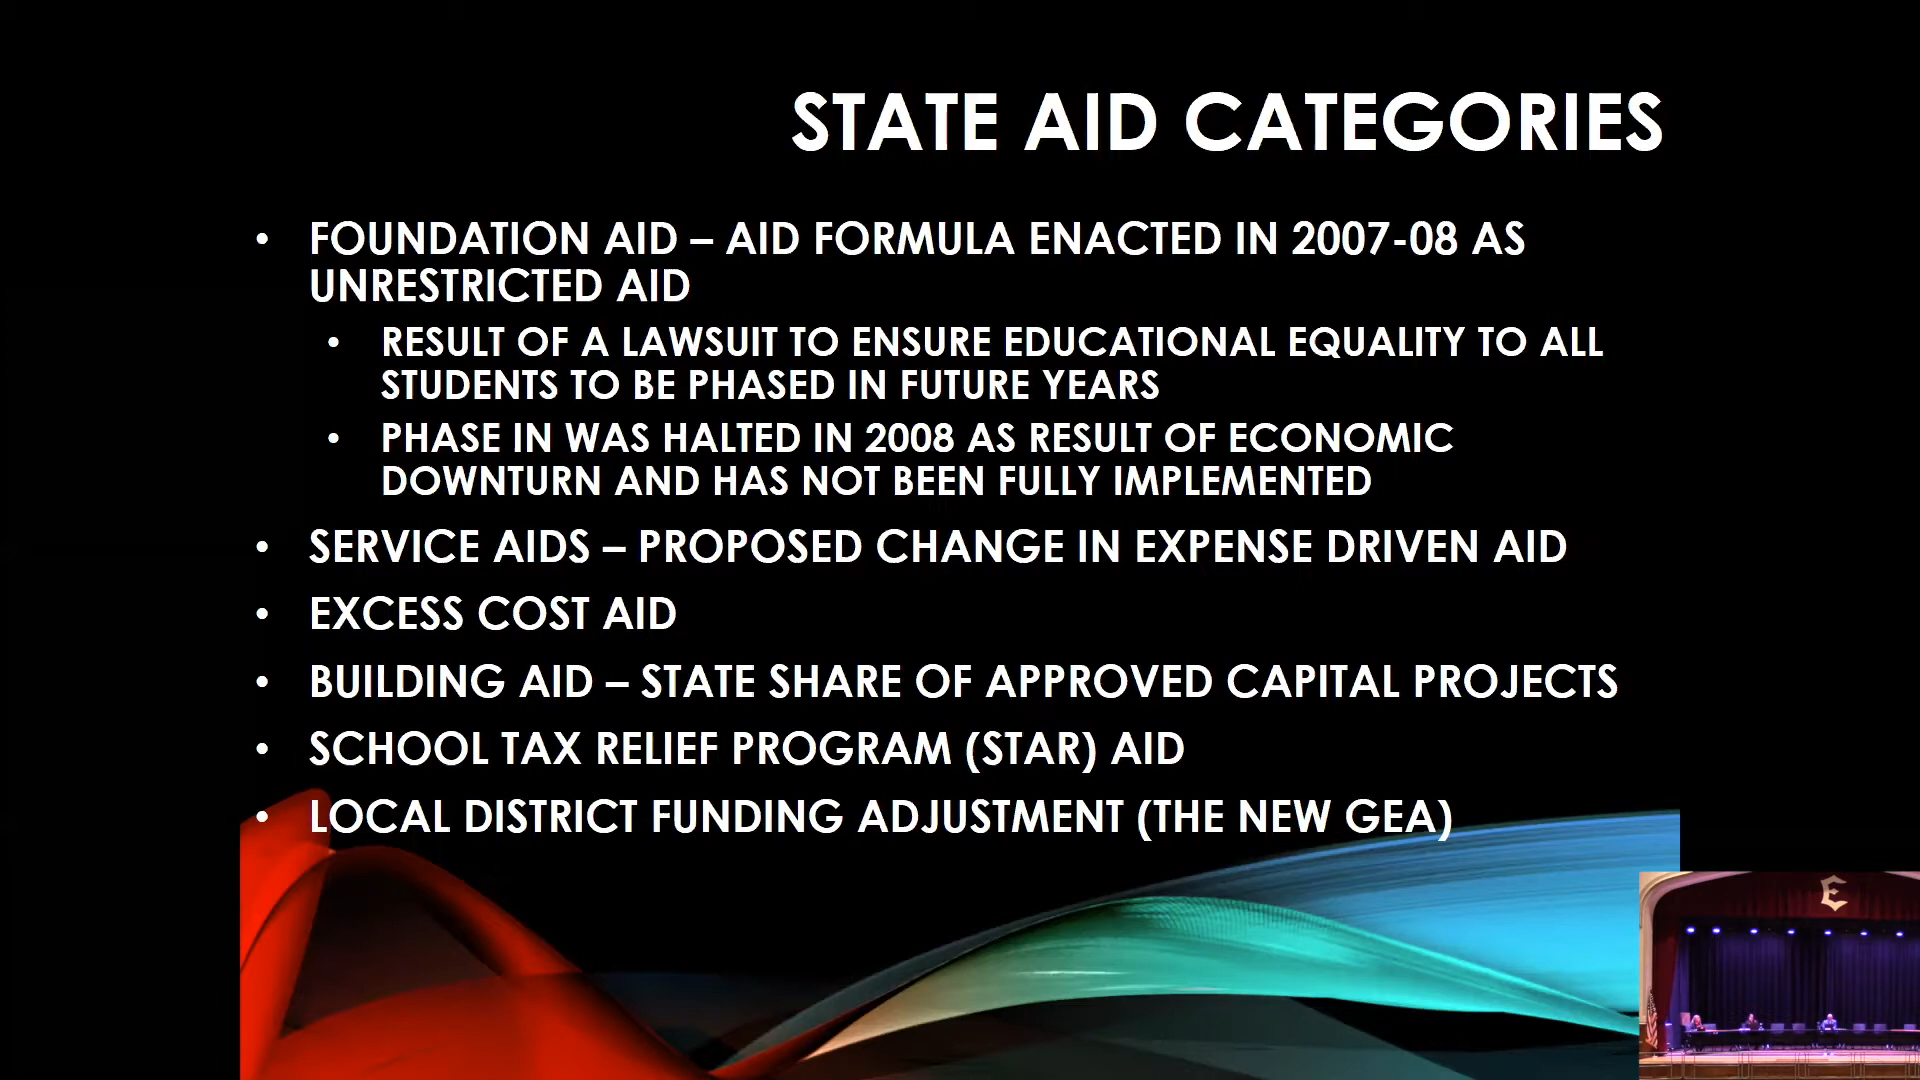 STATE AID CATEGORIES
• FOUNDATION AID – AID FORMULA ENACTED IN 2007-08 AS
UNRESTRICTED AID
• RESULT OF A LAWSUIT TO ENSURE EDUCATIONAL EQUALITY TO ALL
STUDENTS TO BE PHASED IN FUTURE YEARS
• PHASE IN WAS HALTED IN 2008 AS RESULT OF ECONOMIC
DOWNTURN AND HAS NOT BEEN FULLY IMPLEMENTED
• SERVICE AIDS – PROPOSED CHANGE IN EXPENSE DRIVEN AID
• EXCESS COST AID
• BUILDING AID – STATE SHARE OF APPROVED CAPITAL PROJECTS
• SCHOOL TAX RELIEF PROGRAM (STAR) AID
• LOCAL DISTRICT FUNDING ADJUSTMENT (THE NEW GEA)
E